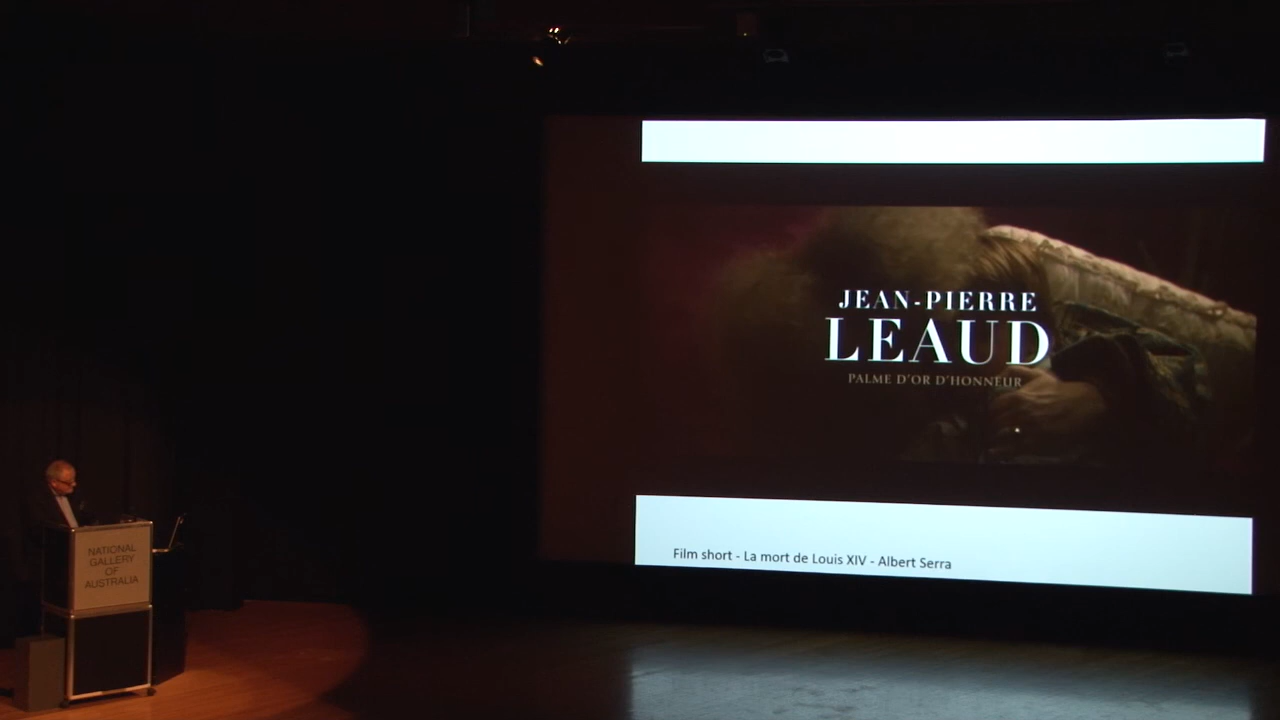 JEAN-PIERRE
LEAUD
PALME D'OR D'HONNEUR
Film short - La mort de Louis XIV - Albert Serra
NATIONAL
GALLERY
OF
AUSTRALIA